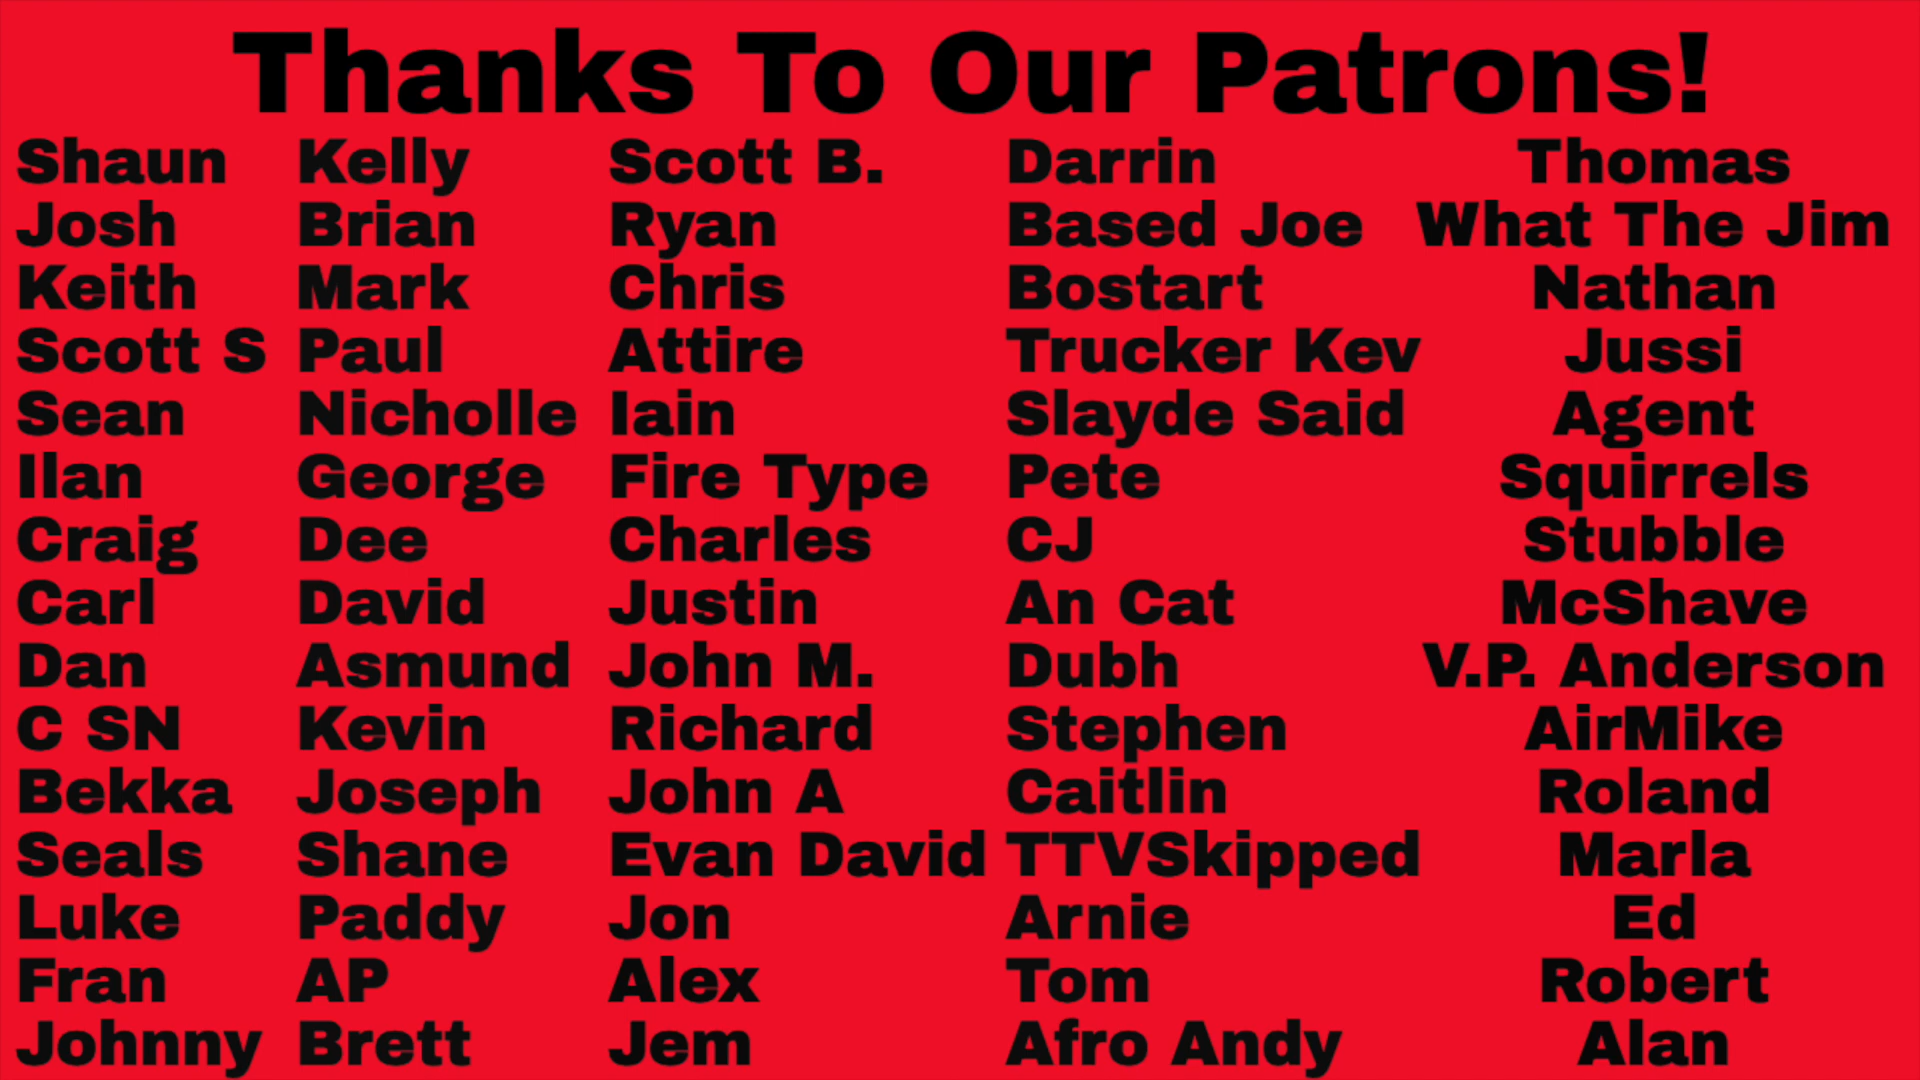 Thanks To Our Patrons!
Shaun
Josh
Keith
Scott S
Sean
Ilan
Craig
Carl
Dan
C SN
Bekka
Seals
Luke
Fran
Johnny
Kelly
Brian
Mark
Paul
Nicholle
George
Dee
David
Asmund
Kevin
Joseph
Shane
Paddy
AP
Brett
Scott B.
Ryan
Chris
Attire
Iain
Fire Type
Charles
Justin
John M.
Richard
John A
Evan David
Jon
Alex
Jem
Darrin
Based Joe
Bostart
Trucker Kev
Slayde Said
Pete
CJ
An Cat
Dubh
Stephen
Caitlin
TTVSkipped
Arnie
Tom
Afro Andy
Thomas
What The Jim
Nathan
Jussi
Agent
Squirrels
Stubble
McShave
V.P. Anderson
AirMike
Roland
Marla
Ed
Robert
Alan